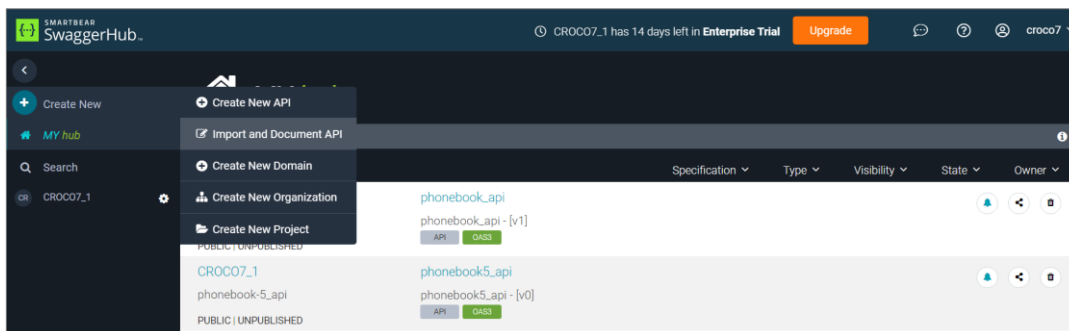 SMARTBEAR
SwaggerHub™
CROCO7_1 has 14 days left in Enterprise Trial
Upgrade
croco7
Create New
MY hub
Search
CR CROCO7_1
Create New API
Import and Document API
Create New Domain
Create New Organization
Create New Project
Specification Type Visibility State Owner
phonebook_api
phonebook_api - [v1]
API OAS3
PUBLIC | UNPUBLISHED
CROCO7_1 phonebook5_api
phonebook-5_api phonebook5_api - [v0]
API OAS3
PUBLIC | UNPUBLISHED